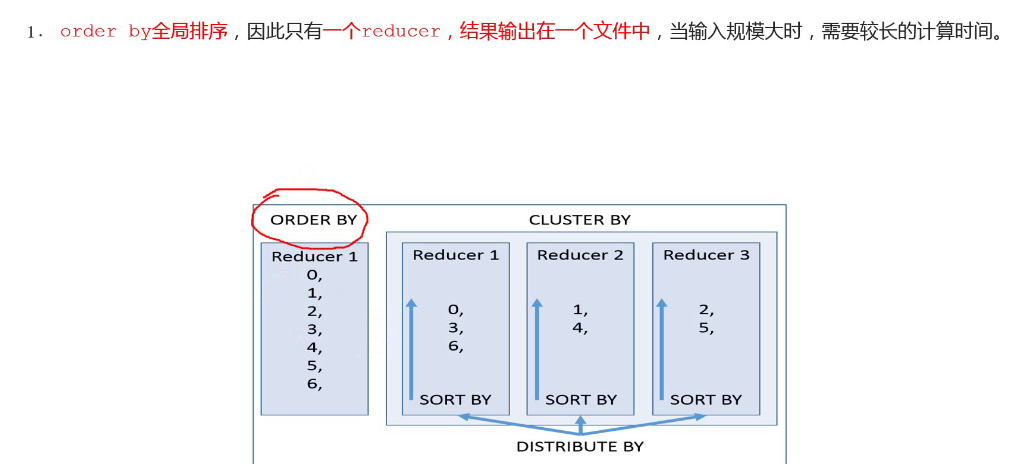 1. order by全局排序，因此只有一个reducer，结果输出在一个文件中，当输入规模大时，需要较长的计算时间。
ORDER BY
CLUSTER BY
Reducer 1
0,
1,
2,
3,
4,
5,
6,
Reducer 1
0,
3,
6,
SORT BY
Reducer 2
1,
4,
SORT BY
Reducer 3
2,
5,
SORT BY
DISTRIBUTE BY